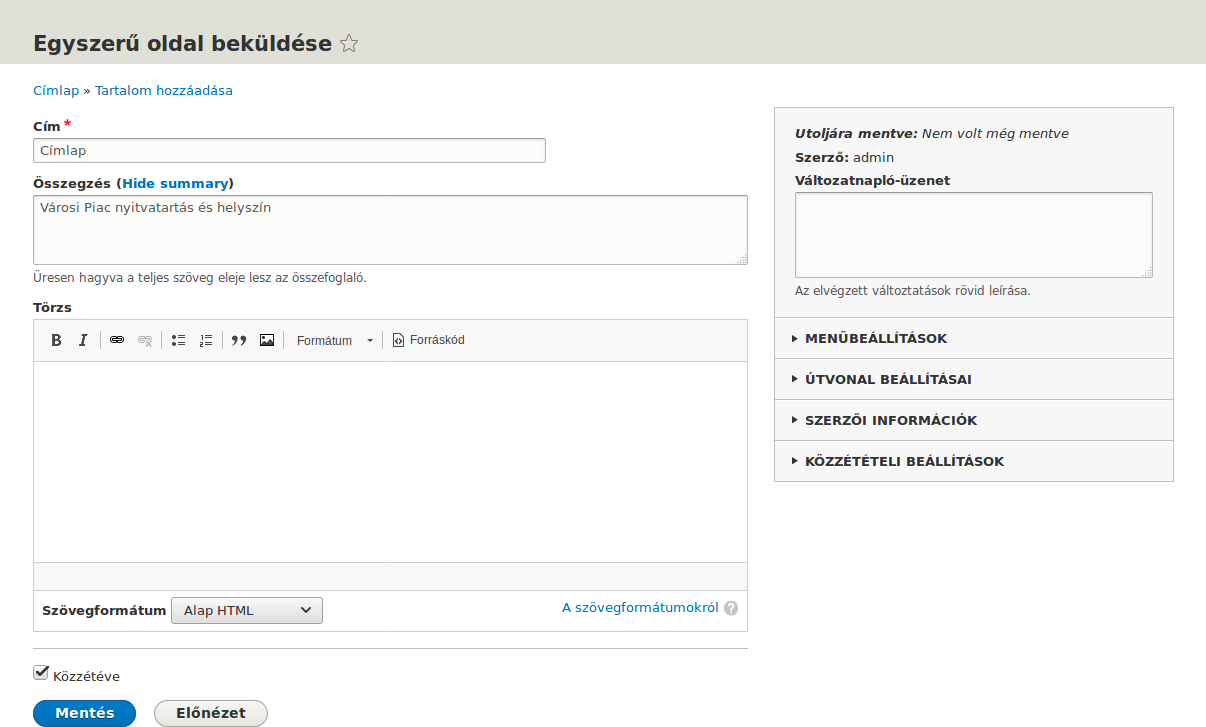 Egyszerű oldal beküldése
Címlap » Tartalom hozzáadása
Cím *
Címlap
Összegzés (Hide summary)
Városi Piac nyitvatartás és helyszín
Üresen hagyva a teljes szöveg eleje lesz az összefoglaló.
Törzs
B I Formátum Forráskód
Szövegformátum Alap HTML A szövegformátumokról ?
Közzétéve
Mentés Előnézet
Utoljára mentve: Nem volt még mentve
Szerző: admin
Változatnapló-üzenet
Az elvégzett változtatások rövid leírása.
MENÜBEÁLLÍTÁSOK
ÚTVONAL BEÁLLÍTÁSAI
SZERZŐI INFORMÁCIÓK
KÖZZÉTÉTELI BEÁLLÍTÁSOK